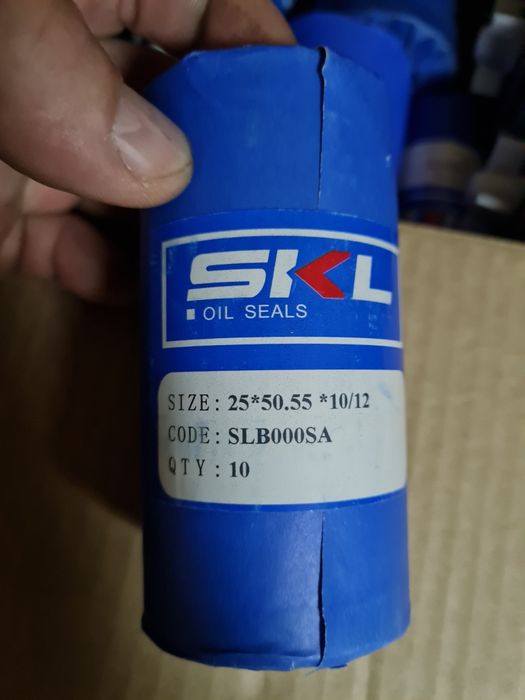 SKL
OIL SEALS
SIZE: 25*50.55 *10/12
CODE: SLB000SA
QTY: 10